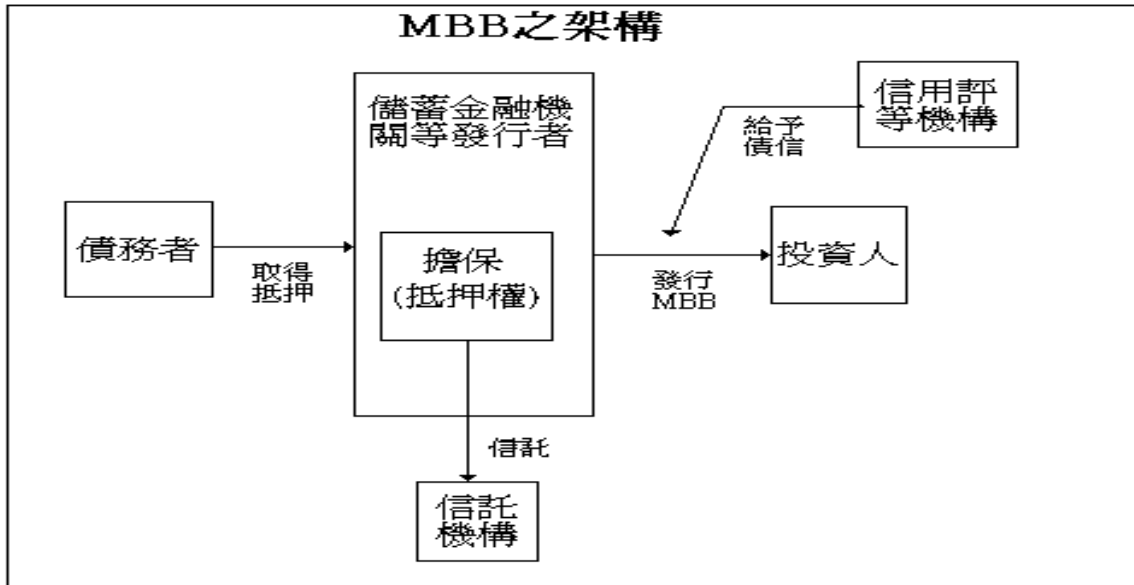 MBB之架構
儲蓄金融機
關等發行者
信用評
等機構
給予
債信
債務者
取得
抵押
擔保
(抵押權)
發行
MBB
投資人
信託
信託
機構